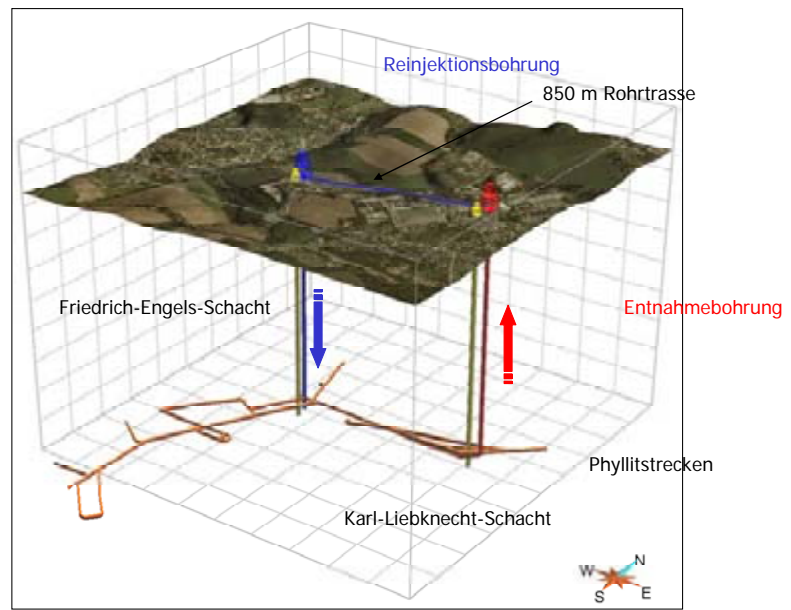 Reinjektionsbohrung
850 m Rohrtrasse
Friedrich-Engels-Schacht
Entnahmebohrung
Phyllitstrecken
Karl-Liebknecht-Schacht
N
W
E
S